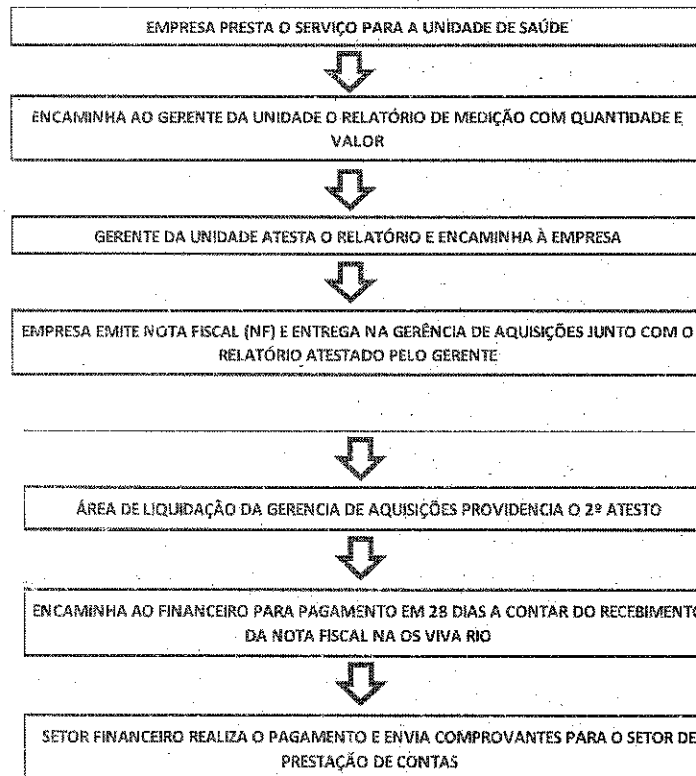 EMPRESA PRESTA O SERVIÇO PARA A UNIDADE DE SAÚDE
ENCAMINHA AO GERENTE DA UNIDADE O RELATÓRIO DE MEDIÇÃO COM QUANTIDADE E
VALOR
GERENTE DA UNIDADE ATESTA O RELATÓRIO E ENCAMINHA À EMPRESA
EMPRESA EMITE NOTA FISCAL (NF) E ENTREGA NA GERÊNCIA DE AQUISIÇÕES JUNTO COM O
RELATÓRIO ATESTADO PELO GERENTE
ÁREA DE LIQUIDAÇÃO DA GERENCIA DE AQUISIÇÕES PROVIDENCIA O 2º ATESTO
ENCAMINHA AO FINANCEIRO PARA PAGAMENTO EM 28 DIAS A CONTAR DO RECEBIMENTO
DA NOTA FISCAL NA OS VIVA RIO
SETOR FINANCEIRO REALIZA O PAGAMENTO E ENVIA COMPROVANTES PARA O SETOR DE
PRESTAÇÃO DE CONTAS